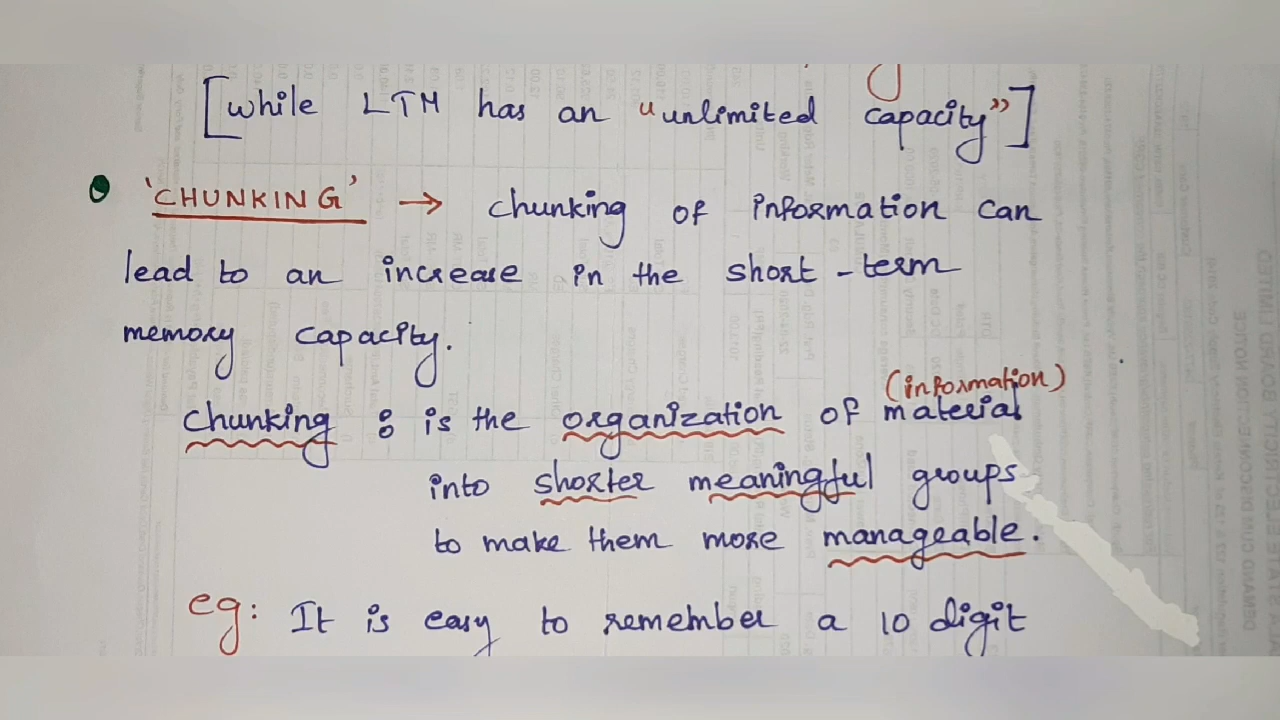 [while LTM has an "unlimited capacity"]
'CHUNKING' → chunking of information can
lead to an increase in the short-term
memory capacity.
(information)
Chunking : is the organization of material
into shorter meaningful groups
to make them more manageable.
eg: It is easy to remember a 10 digit